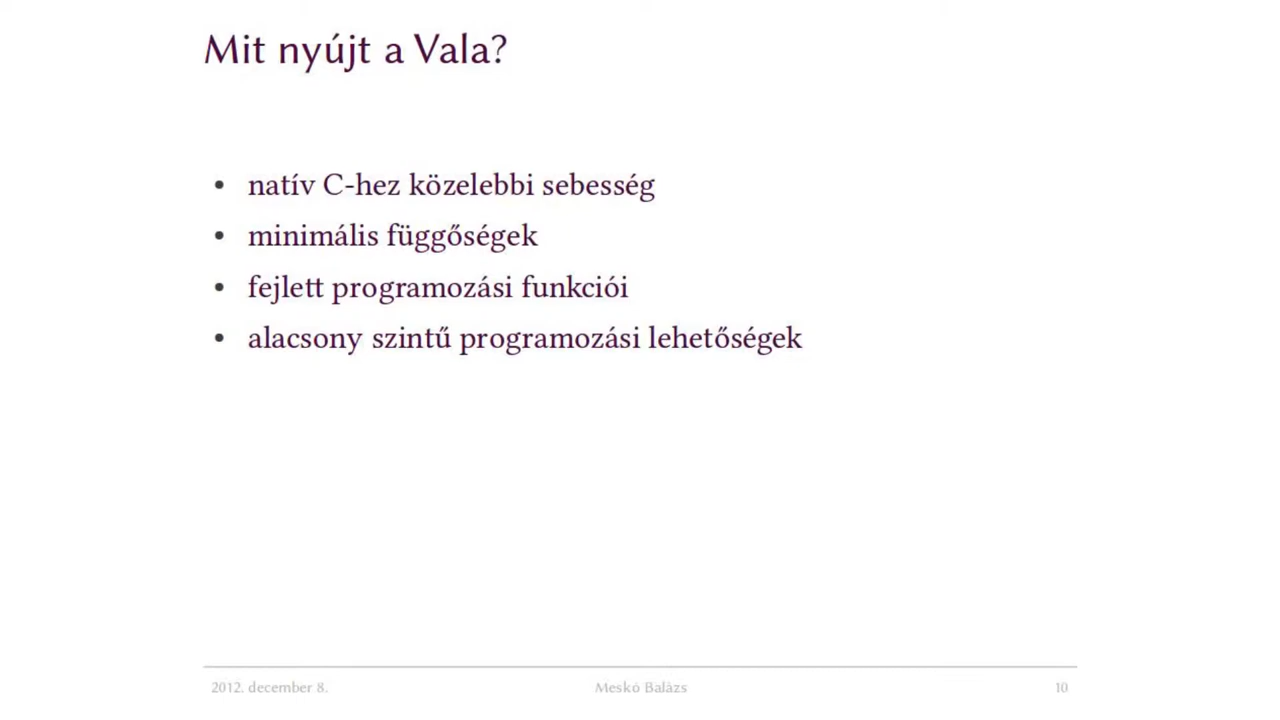 Mit nyújt a Vala?
• natív C-hez közelebbi sebesség
• minimális függőségek
• fejlett programozási funkciói
• alacsony szintű programozási lehetőségek
2012. december 8.
Meskó Balázs
10